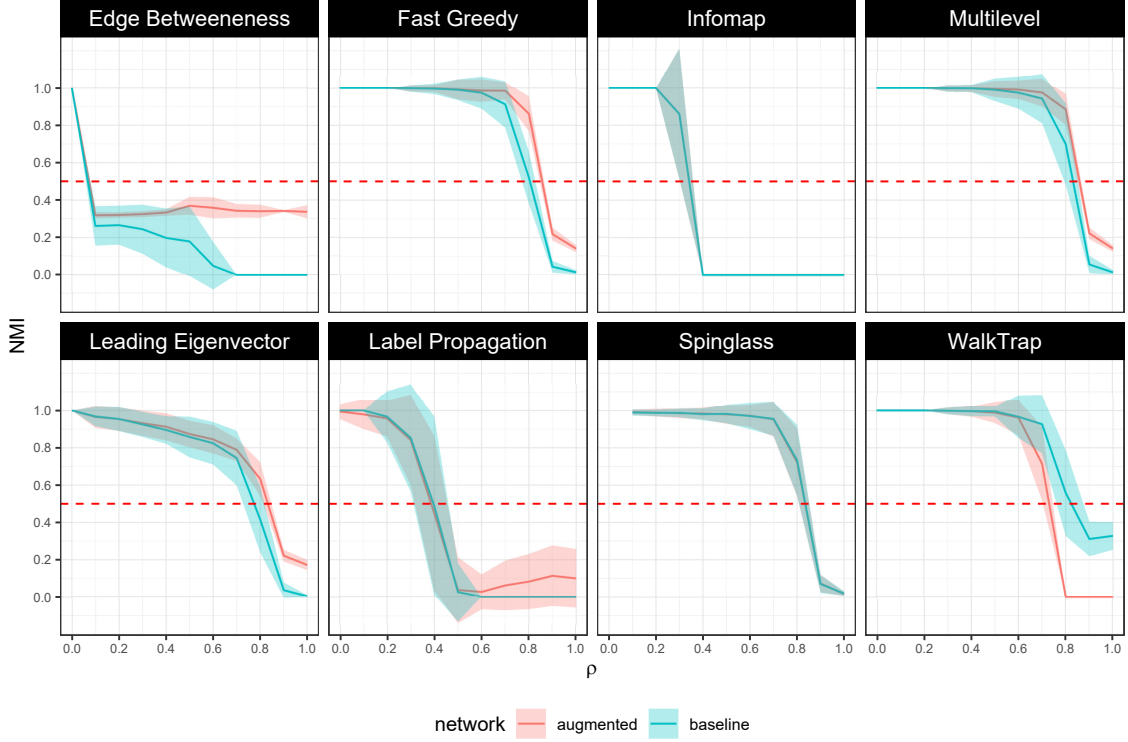 Edge Betweeneness Fast Greedy Infomap Multilevel
1.0
0.8
0.6
0.4
0.2
0.0
NMI
Leading Eigenvector Label Propagation Spinglass WalkTrap
1.0
0.8
0.6
0.4
0.2
0.0
0.0 0.2 0.4 0.6 0.8 1.0 0.0 0.2 0.4 0.6 0.8 1.0 0.0 0.2 0.4 0.6 0.8 1.0 0.0 0.2 0.4 0.6 0.8 1.0
ρ
network augmented baseline